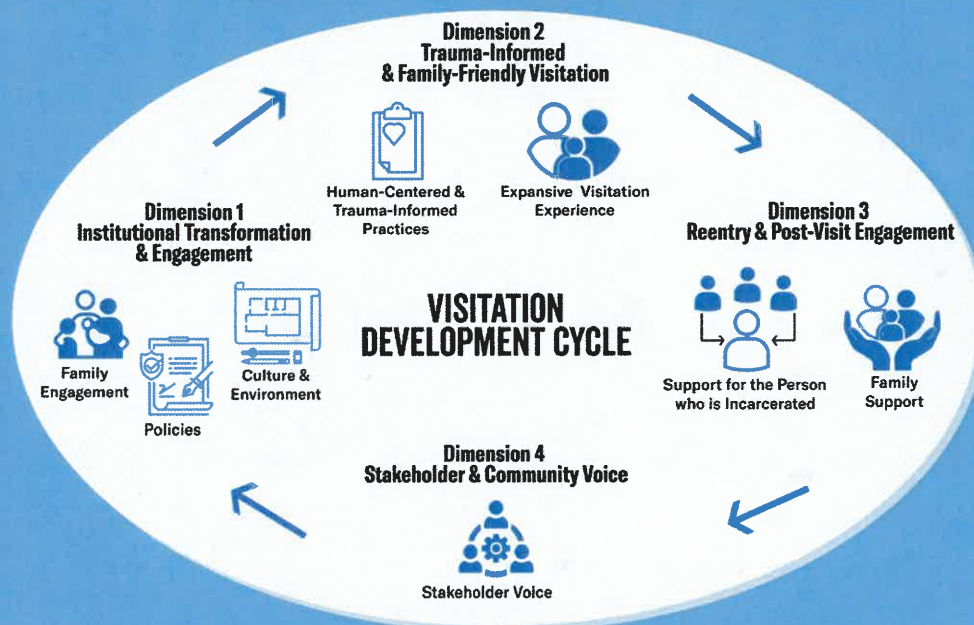 Dimension 2
Trauma-Informed
& Family-Friendly Visitation
Human-Centered &
Trauma-Informed
Practices
Expansive Visitation
Experience
Dimension 1
Institutional Transformation
& Engagement
Family
Engagement
Policies
Culture &
Environment
VISITATION
DEVELOPMENT CYCLE
Dimension 3
Reentry & Post-Visit Engagement
Support for the Person
who is Incarcerated
Family
Support
Dimension 4
Stakeholder & Community Voice
Stakeholder Voice